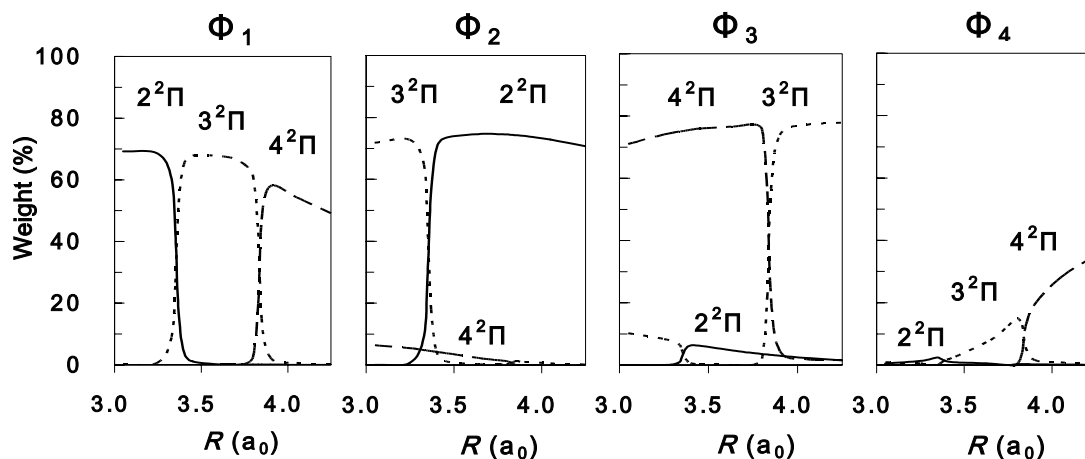 Φ₁ Φ₂ Φ₃ Φ₄
Weight (%)
100
80
60
40
20
0
2²Π 3²Π 4²Π
3²Π 2²Π
4²Π
4²Π 3²Π
2²Π
4²Π
3²Π
2²Π
3.0 3.5 4.0
3.0 3.5 4.0
3.0 3.5 4.0
3.0 3.5 4.0
R (a₀)
R (a₀)
R (a₀)
R (a₀)